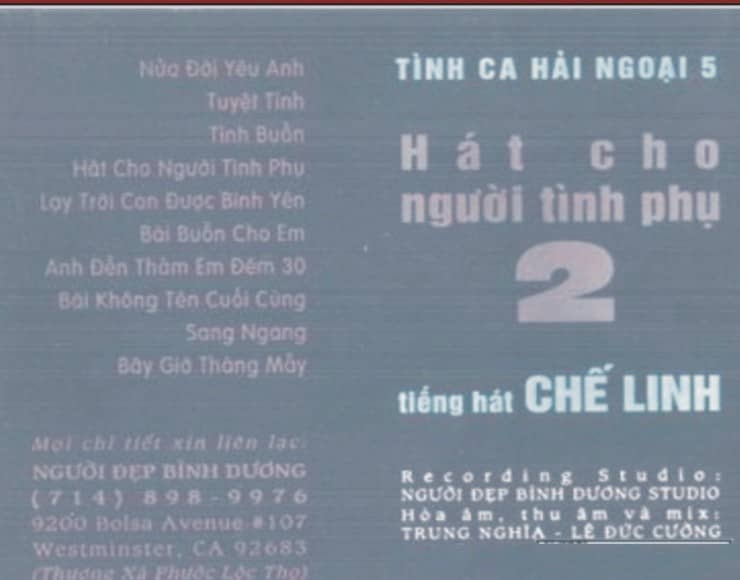 Nửa Đời Yêu Anh
Tuyệt Tình
Tình Buồn
Hát Cho Người Tình Phụ
Lạy Trời Con Được Bình Yên
Bài Buồn Cho Em
Anh Đến Thăm Em Đêm 30
Bài Không Tên Cuối Cùng
Sang Ngang
Bây Giờ Tháng Mấy
Mọi chi tiết xin liên lạc:
NGƯỜI ĐẸP BÌNH DƯƠNG
(714) 898-9976
9200 Bolsa Avenue #107
Westminster, CA 92683
(Thương Xá Phước Lộc Thọ)
TÌNH CA HẢI NGOẠI 5
Hát cho
người tình phụ
2
tiếng hát CHẾ LINH
Recording Studio:
NGƯỜI ĐẸP BÌNH DƯƠNG STUDIO
Hòa âm, thu âm và mix:
TRUNG NGHĨA - LÊ ĐỨC CƯỜNG